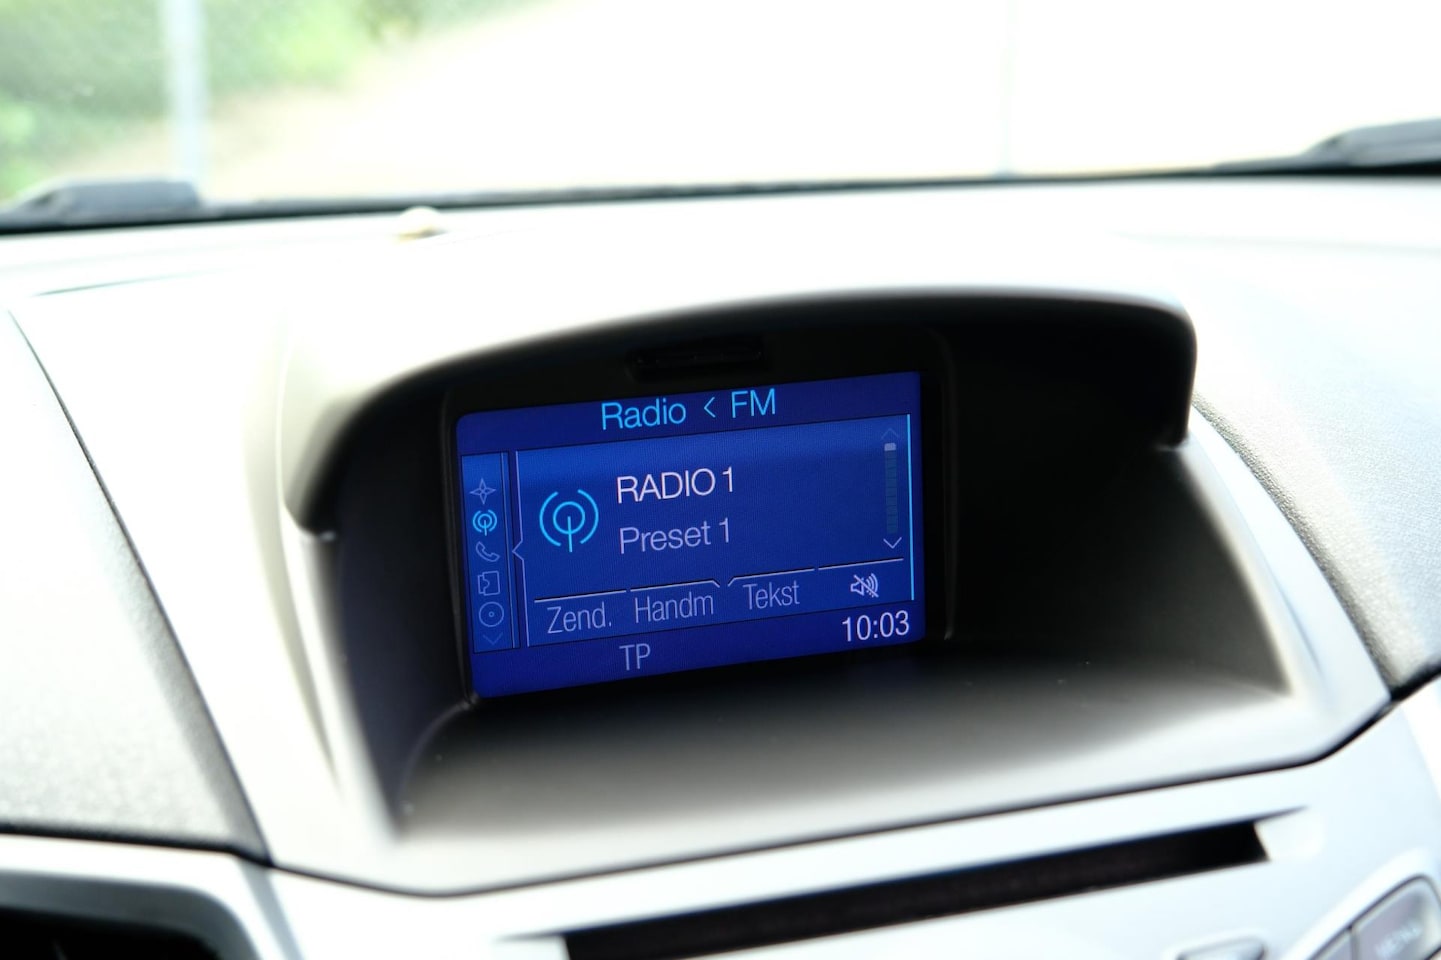 Radio < FM
RADIO 1
Preset 1
Zend. Handm Tekst
10:03
TP